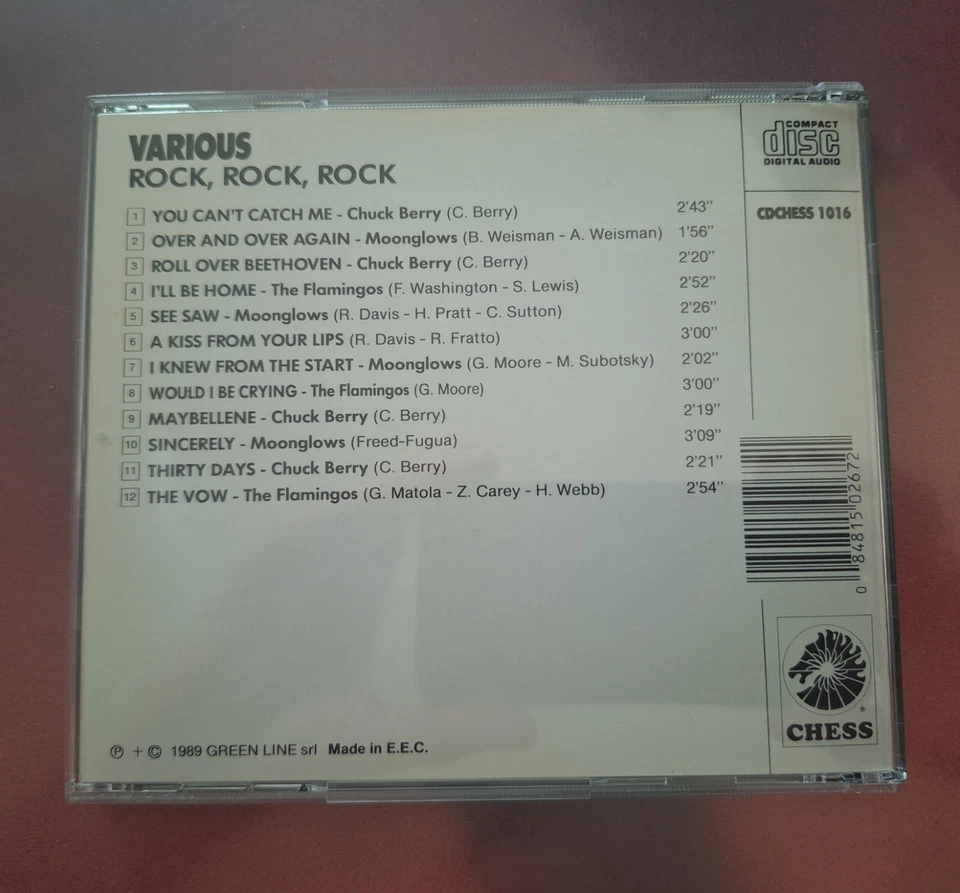 VARIOUS
ROCK, ROCK, ROCK
1 YOU CAN'T CATCH ME - Chuck Berry (C. Berry) 2'43"
2 OVER AND OVER AGAIN - Moonglows (B. Weisman - A. Weisman) 1'56"
3 ROLL OVER BEETHOVEN - Chuck Berry (C. Berry) 2'20"
4 I'LL BE HOME - The Flamingos (F. Washington - S. Lewis) 2'52"
5 SEE SAW - Moonglows (R. Davis - H. Pratt - C. Sutton) 2'26"
6 A KISS FROM YOUR LIPS (R. Davis - R. Fratto) 3'00"
7 I KNEW FROM THE START - Moonglows (G. Moore - M. Subotsky) 2'02"
8 WOULD I BE CRYING - The Flamingos (G. Moore) 3'00"
9 MAYBELLENE - Chuck Berry (C. Berry) 2'19"
10 SINCERELY - Moonglows (Freed-Fugua) 3'09"
11 THIRTY DAYS - Chuck Berry (C. Berry) 2'21"
12 THE VOW - The Flamingos (G. Matola - Z. Carey - H. Webb) 2'54"
℗ + © 1989 GREEN LINE srl Made in E.E.C.
COMPACT
disc
DIGITAL AUDIO
CDCHESS 1016
0 84815 02672
®
CHESS